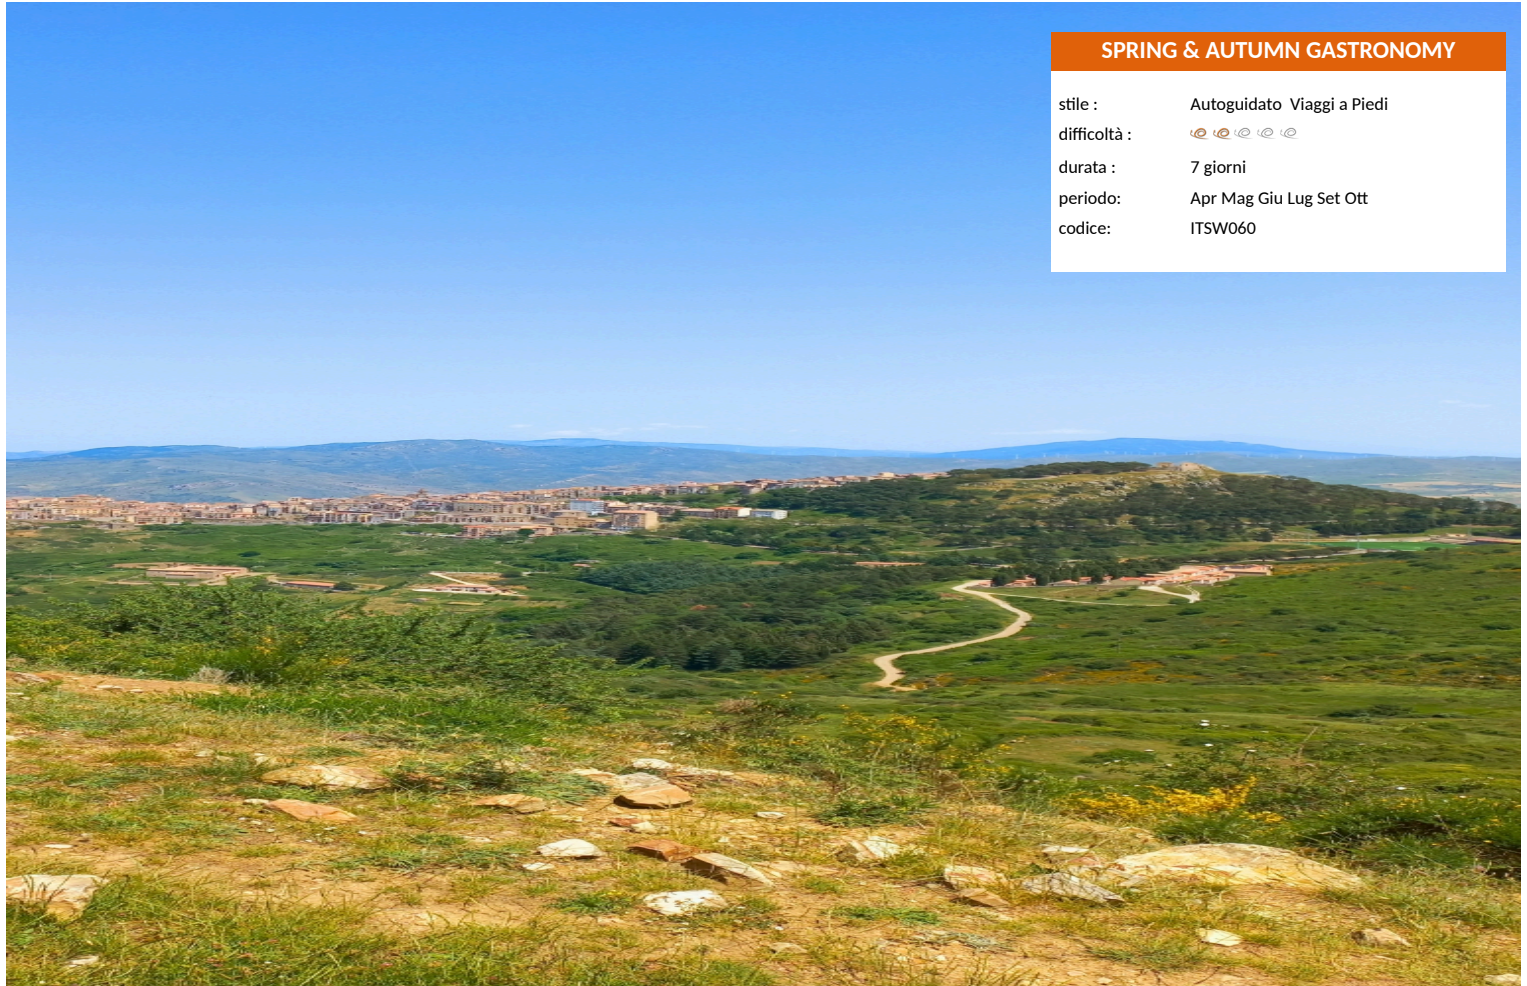 SPRING & AUTUMN GASTRONOMY
stile : Autoguidato Viaggi a Piedi
difficoltà :
durata : 7 giorni
periodo: Apr Mag Giu Lug Set Ott
codice: ITSW060